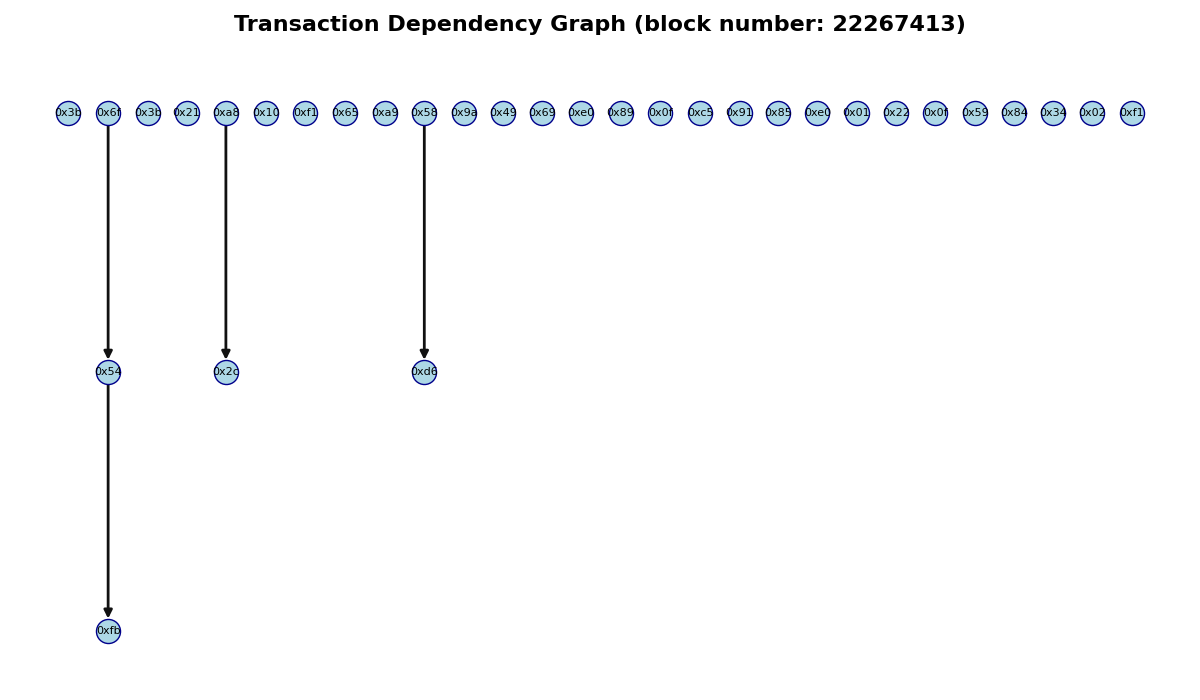 Transaction Dependency Graph (block number: 22267413)
0x3b 0x6f 0x3b 0x21 0xa8 0x10 0xf1 0x65 0xa9 0x58 0x9a 0x49 0x69 0xe0 0x89 0x0f 0xc5 0x91 0x85 0xe0 0x01 0x22 0x0f 0x59 0x84 0x34 0x02 0xf1
0x54 0x2c 0xd6
0xfb